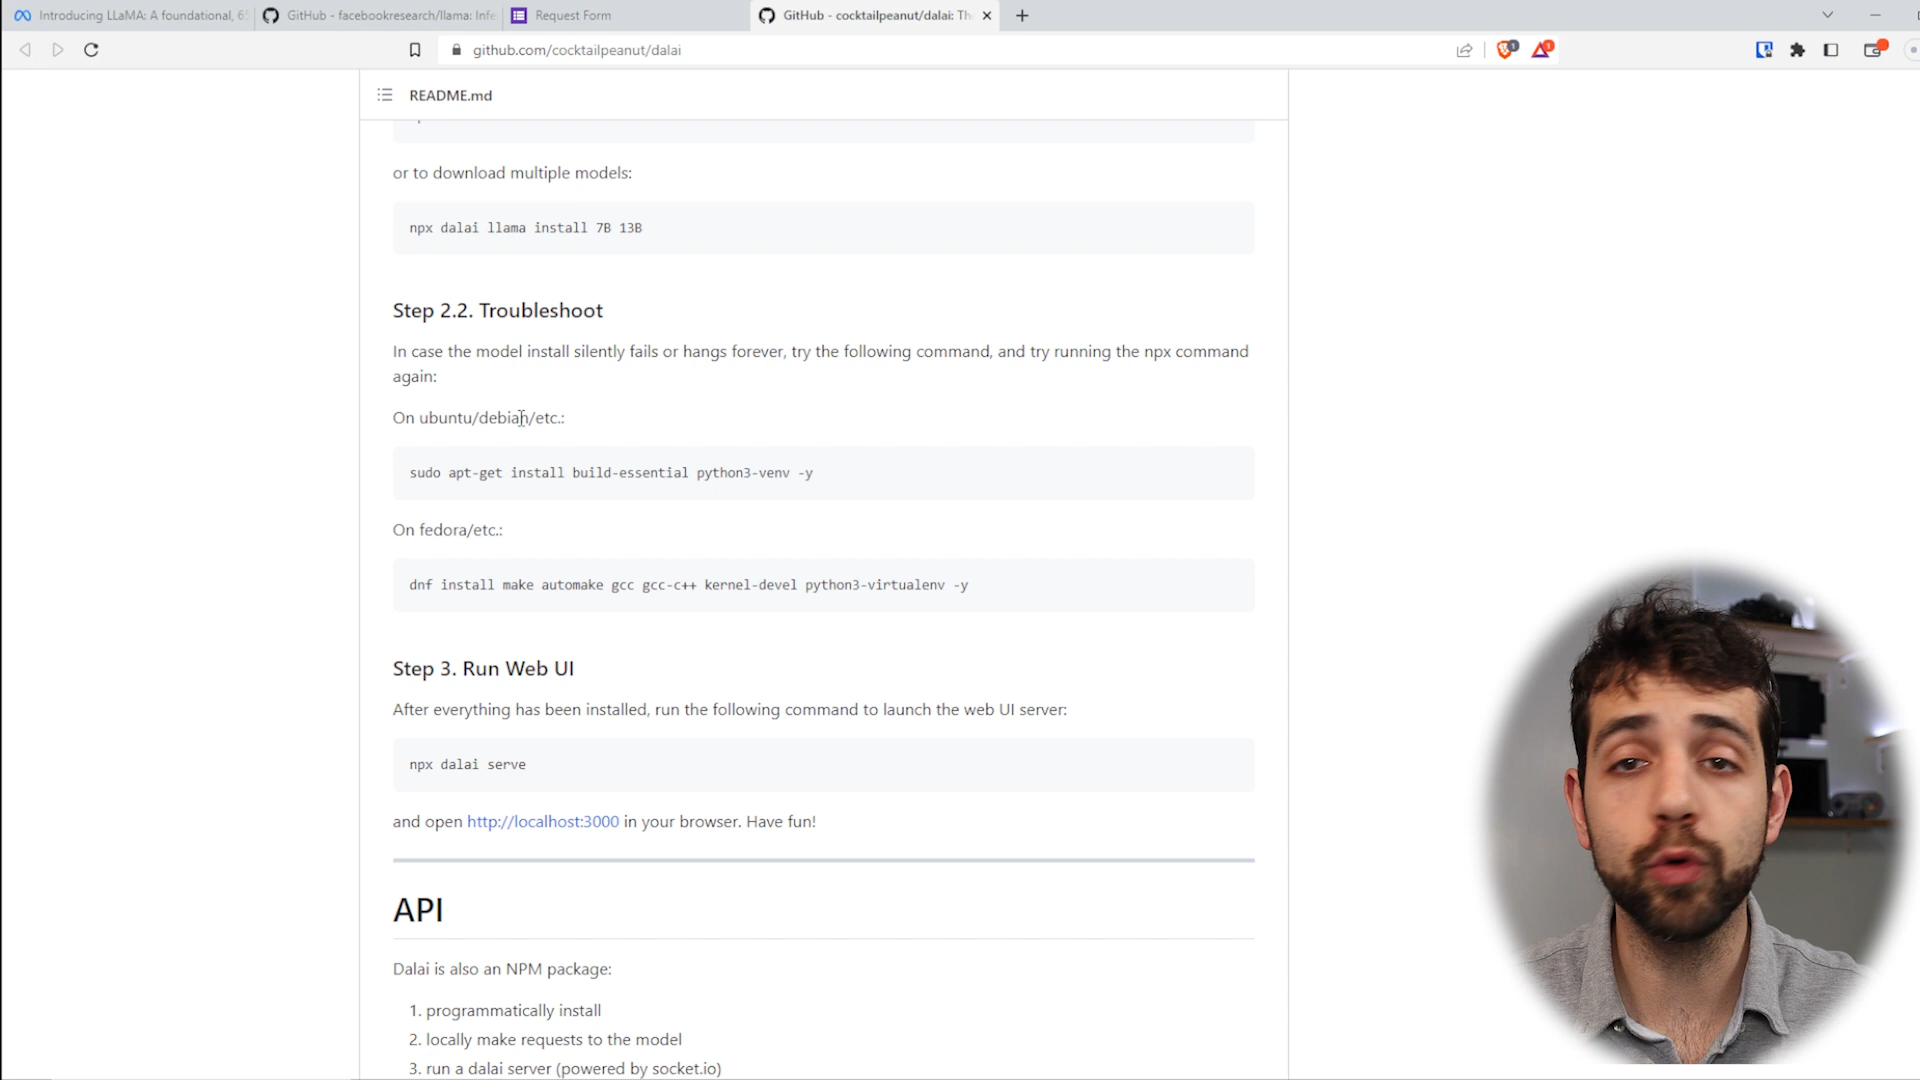 Introducing LLaMA: A foundational, 65
GitHub - facebookresearch/llama: Infe
Request Form
GitHub - cocktailpeanut/dalai: Th
github.com/cocktailpeanut/dalai
1
1
README.md
or to download multiple models:
npx dalai llama install 7B 13B
Step 2.2. Troubleshoot
In case the model install silently fails or hangs forever, try the following command, and try running the npx command
again:
On ubuntu/debian/etc.:
sudo apt-get install build-essential python3-venv -y
On fedora/etc.:
dnf install make automake gcc gcc-c++ kernel-devel python3-virtualenv -y
Step 3. Run Web UI
After everything has been installed, run the following command to launch the web UI server:
npx dalai serve
and open http://localhost:3000 in your browser. Have fun!
API
Dalai is also an NPM package:
1. programmatically install
2. locally make requests to the model
3. run a dalai server (powered by socket.io)